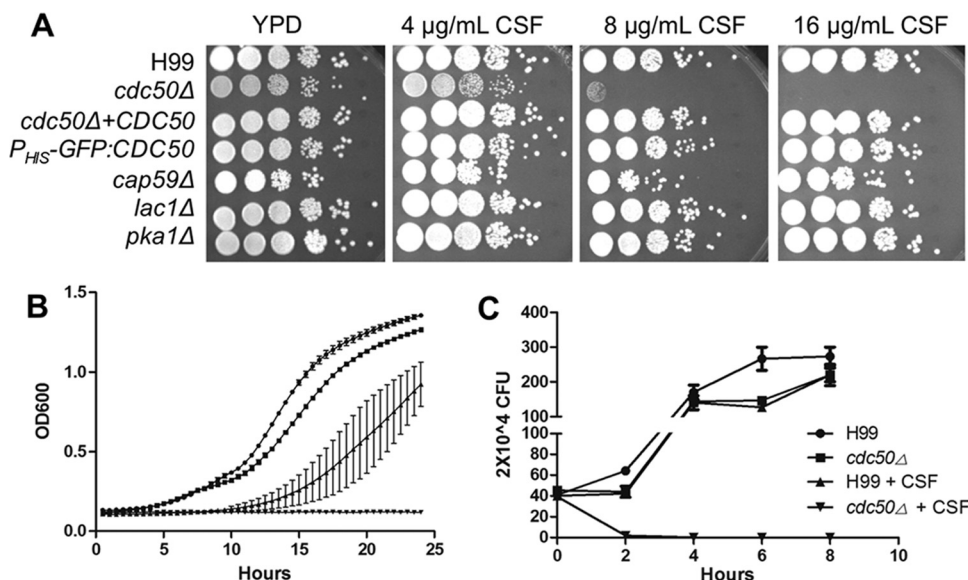 A
YPD
4 µg/mL CSF
8 µg/mL CSF
16 µg/mL CSF
H99
cdc50Δ
cdc50Δ+CDC50
P_HIS-GFP:CDC50
cap59Δ
lac1Δ
pka1Δ
B
OD600
1.5
1.0
0.5
0.0
0 5 10 15 20 25
Hours
C
2X10^4 CFU
400
300
200
100
80
60
40
20
0
0 2 4 6 8 10
Hours
H99
cdc50Δ
H99 + CSF
cdc50Δ + CSF